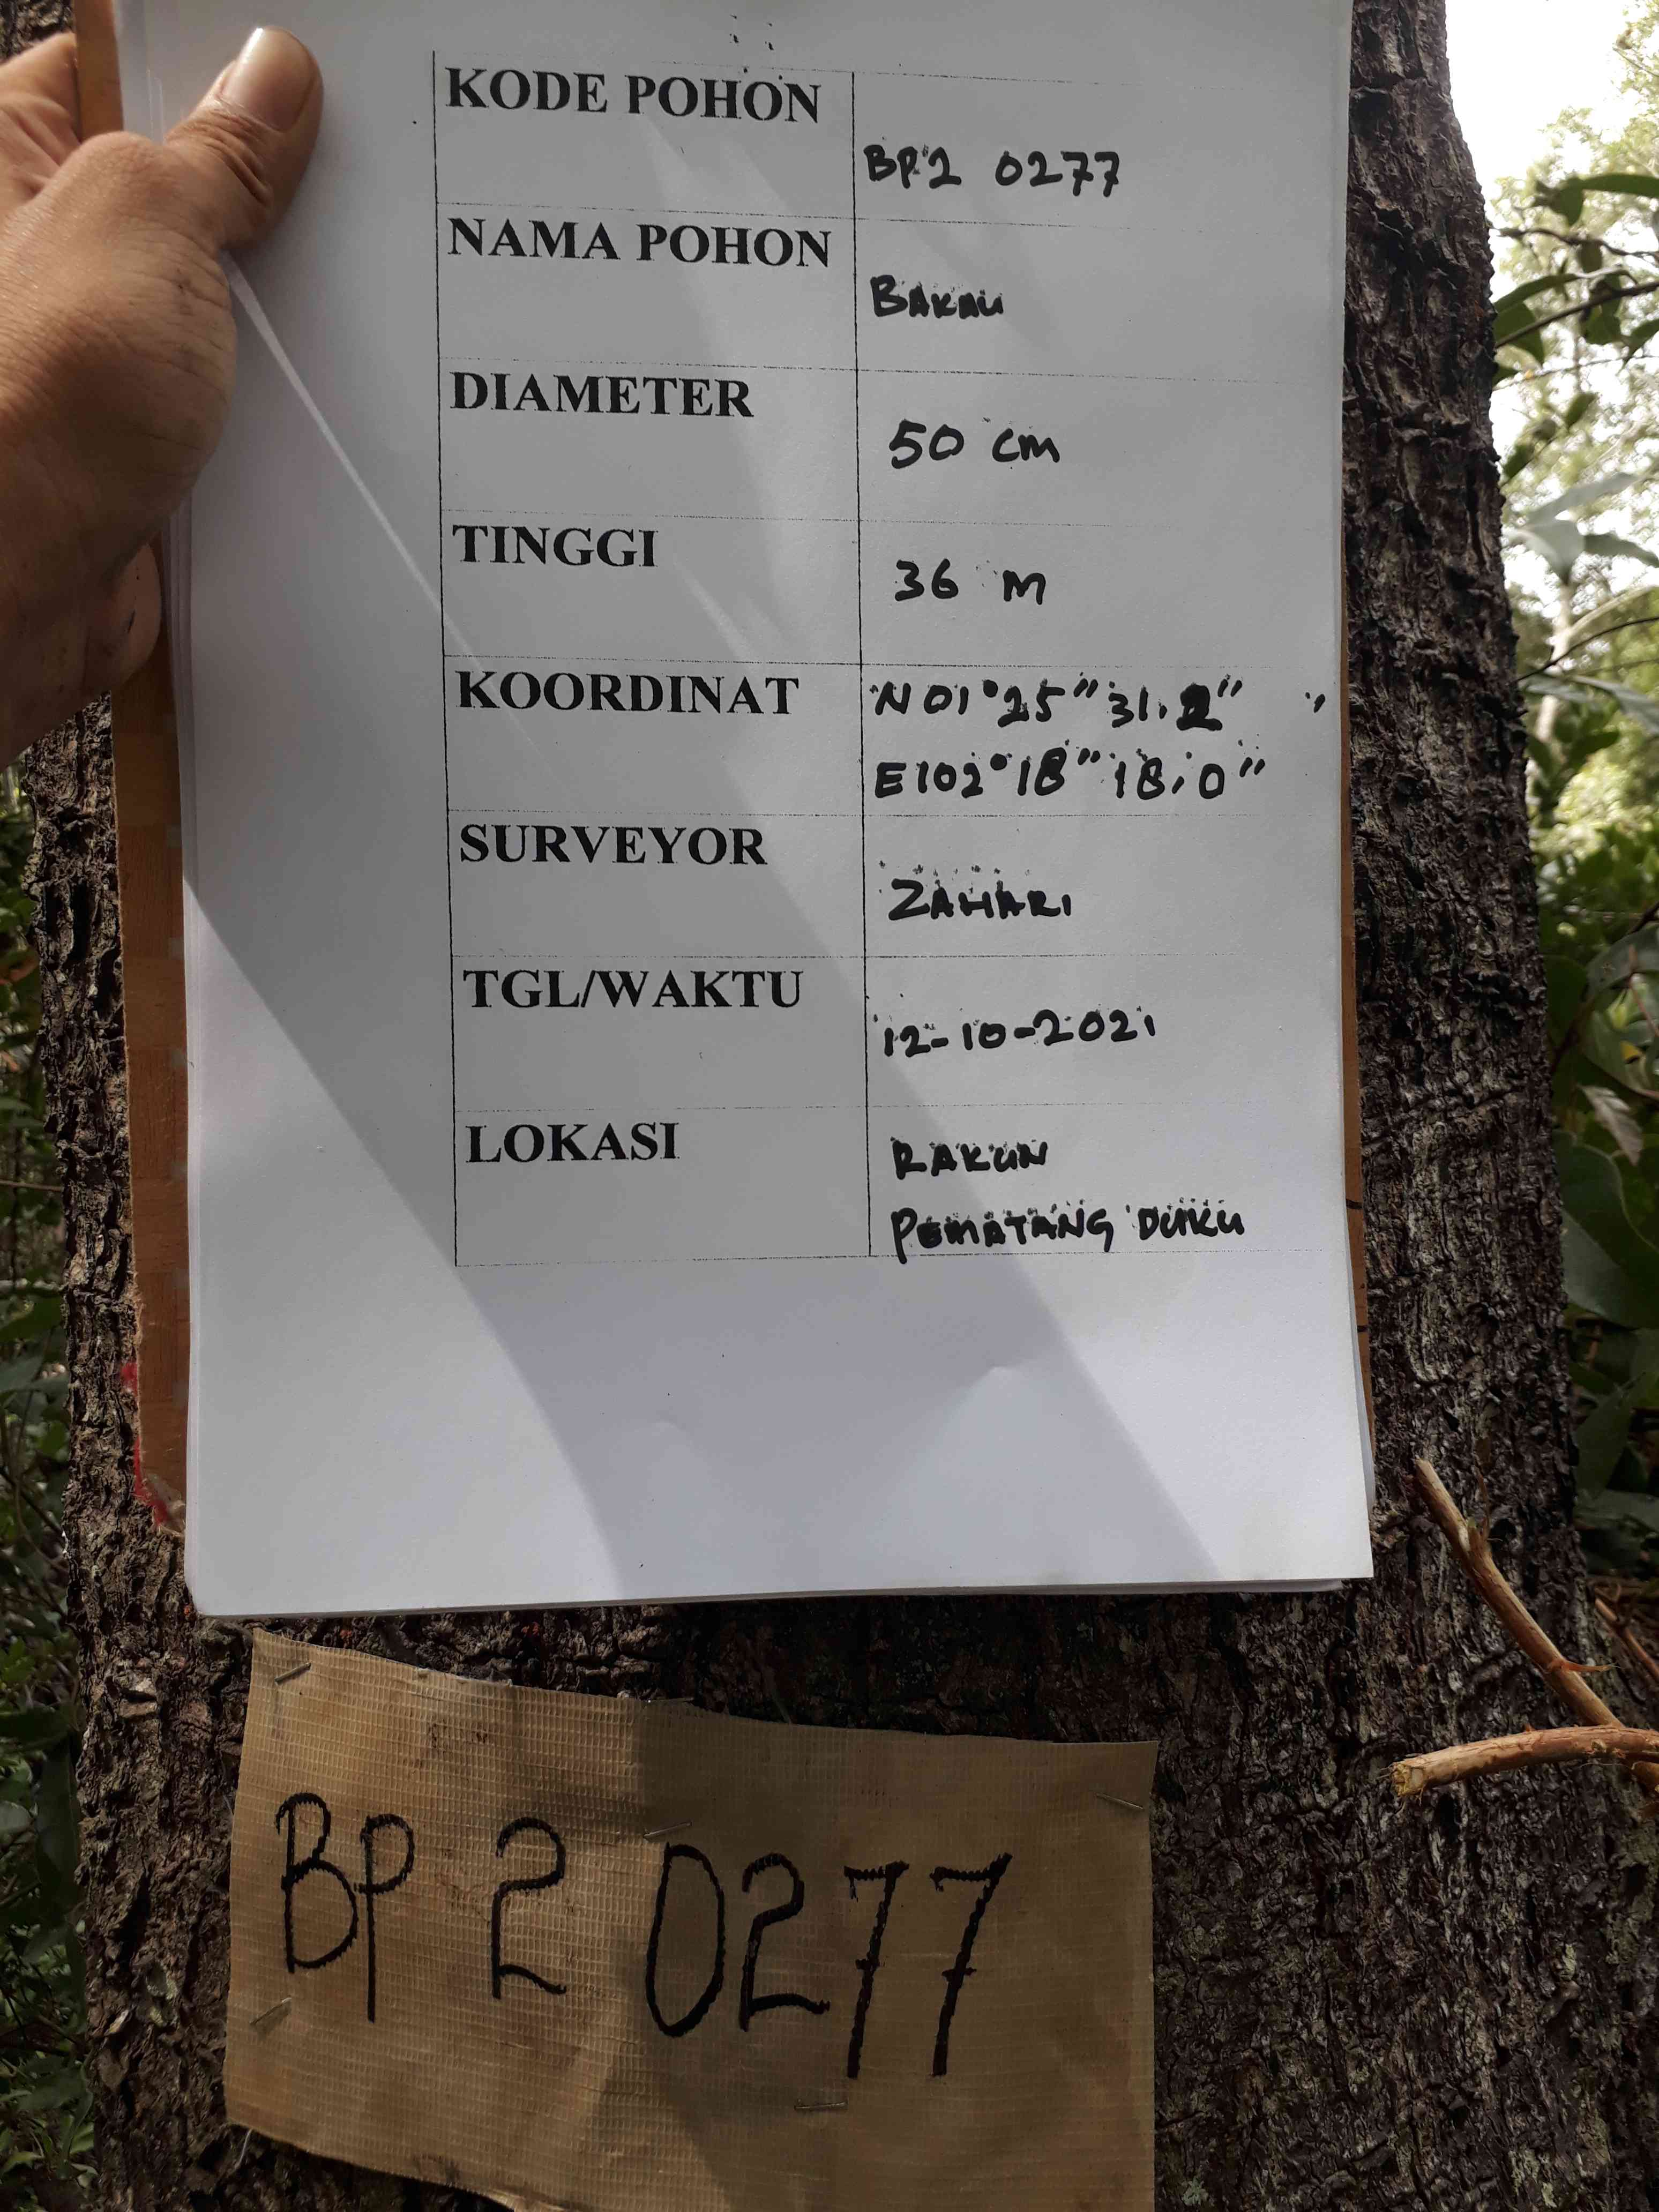 KODE POHON
BP2 0277
NAMA POHON
BAKAU
DIAMETER
50 cm
TINGGI
36 M
KOORDINAT
N 01°25" 31.2"
E102°18" 18,0"
SURVEYOR
ZAHARI
TGL/WAKTU
12-10-2021
LOKASI
RAKUN
PEMATANG DUKU
BP 2 0277